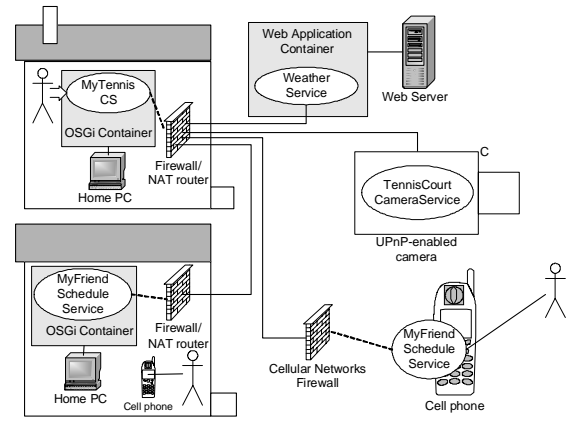 Web Application
Container
Weather
Service
Web Server
MyTennis
CS
OSGi Container
Firewall/
NAT router
Home PC
C
TennisCourt
CameraService
UPnP-enabled
camera
MyFriend
Schedule
Service
OSGi Container
Firewall/
NAT router
Home PC
Cell phone
Cellular Networks
Firewall
MyFriend
Schedule
Service
Cell phone